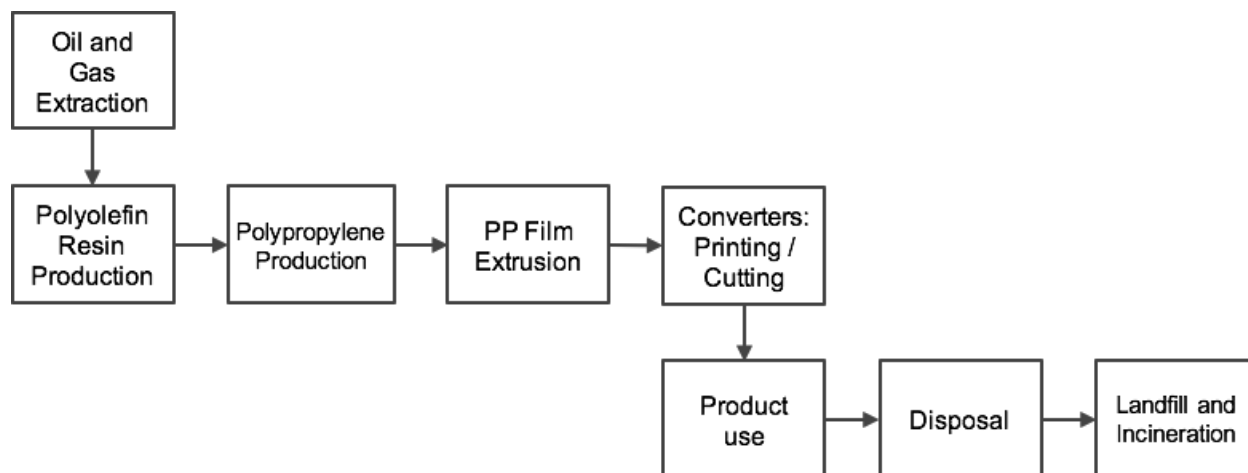 Oil and
Gas
Extraction
Polyolefin
Resin
Production
Polypropylene
Production
PP Film
Extrusion
Converters:
Printing /
Cutting
Product
use
Disposal
Landfill and
Incineration